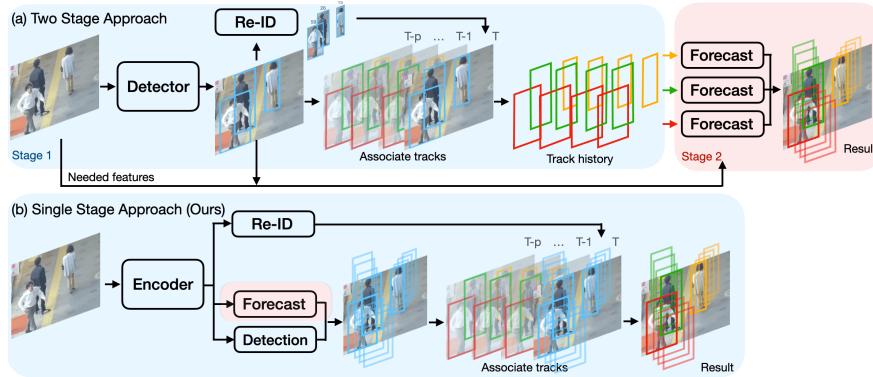 (a) Two Stage Approach
Re-ID
T-p ... T-1 T
Detector
Forecast
Forecast
Forecast
Stage 1
Associate tracks
Track history
Stage 2
Result
Needed features
(b) Single Stage Approach (Ours)
Re-ID
T-p ... T-1 T
Encoder
Forecast
Detection
Associate tracks
Result